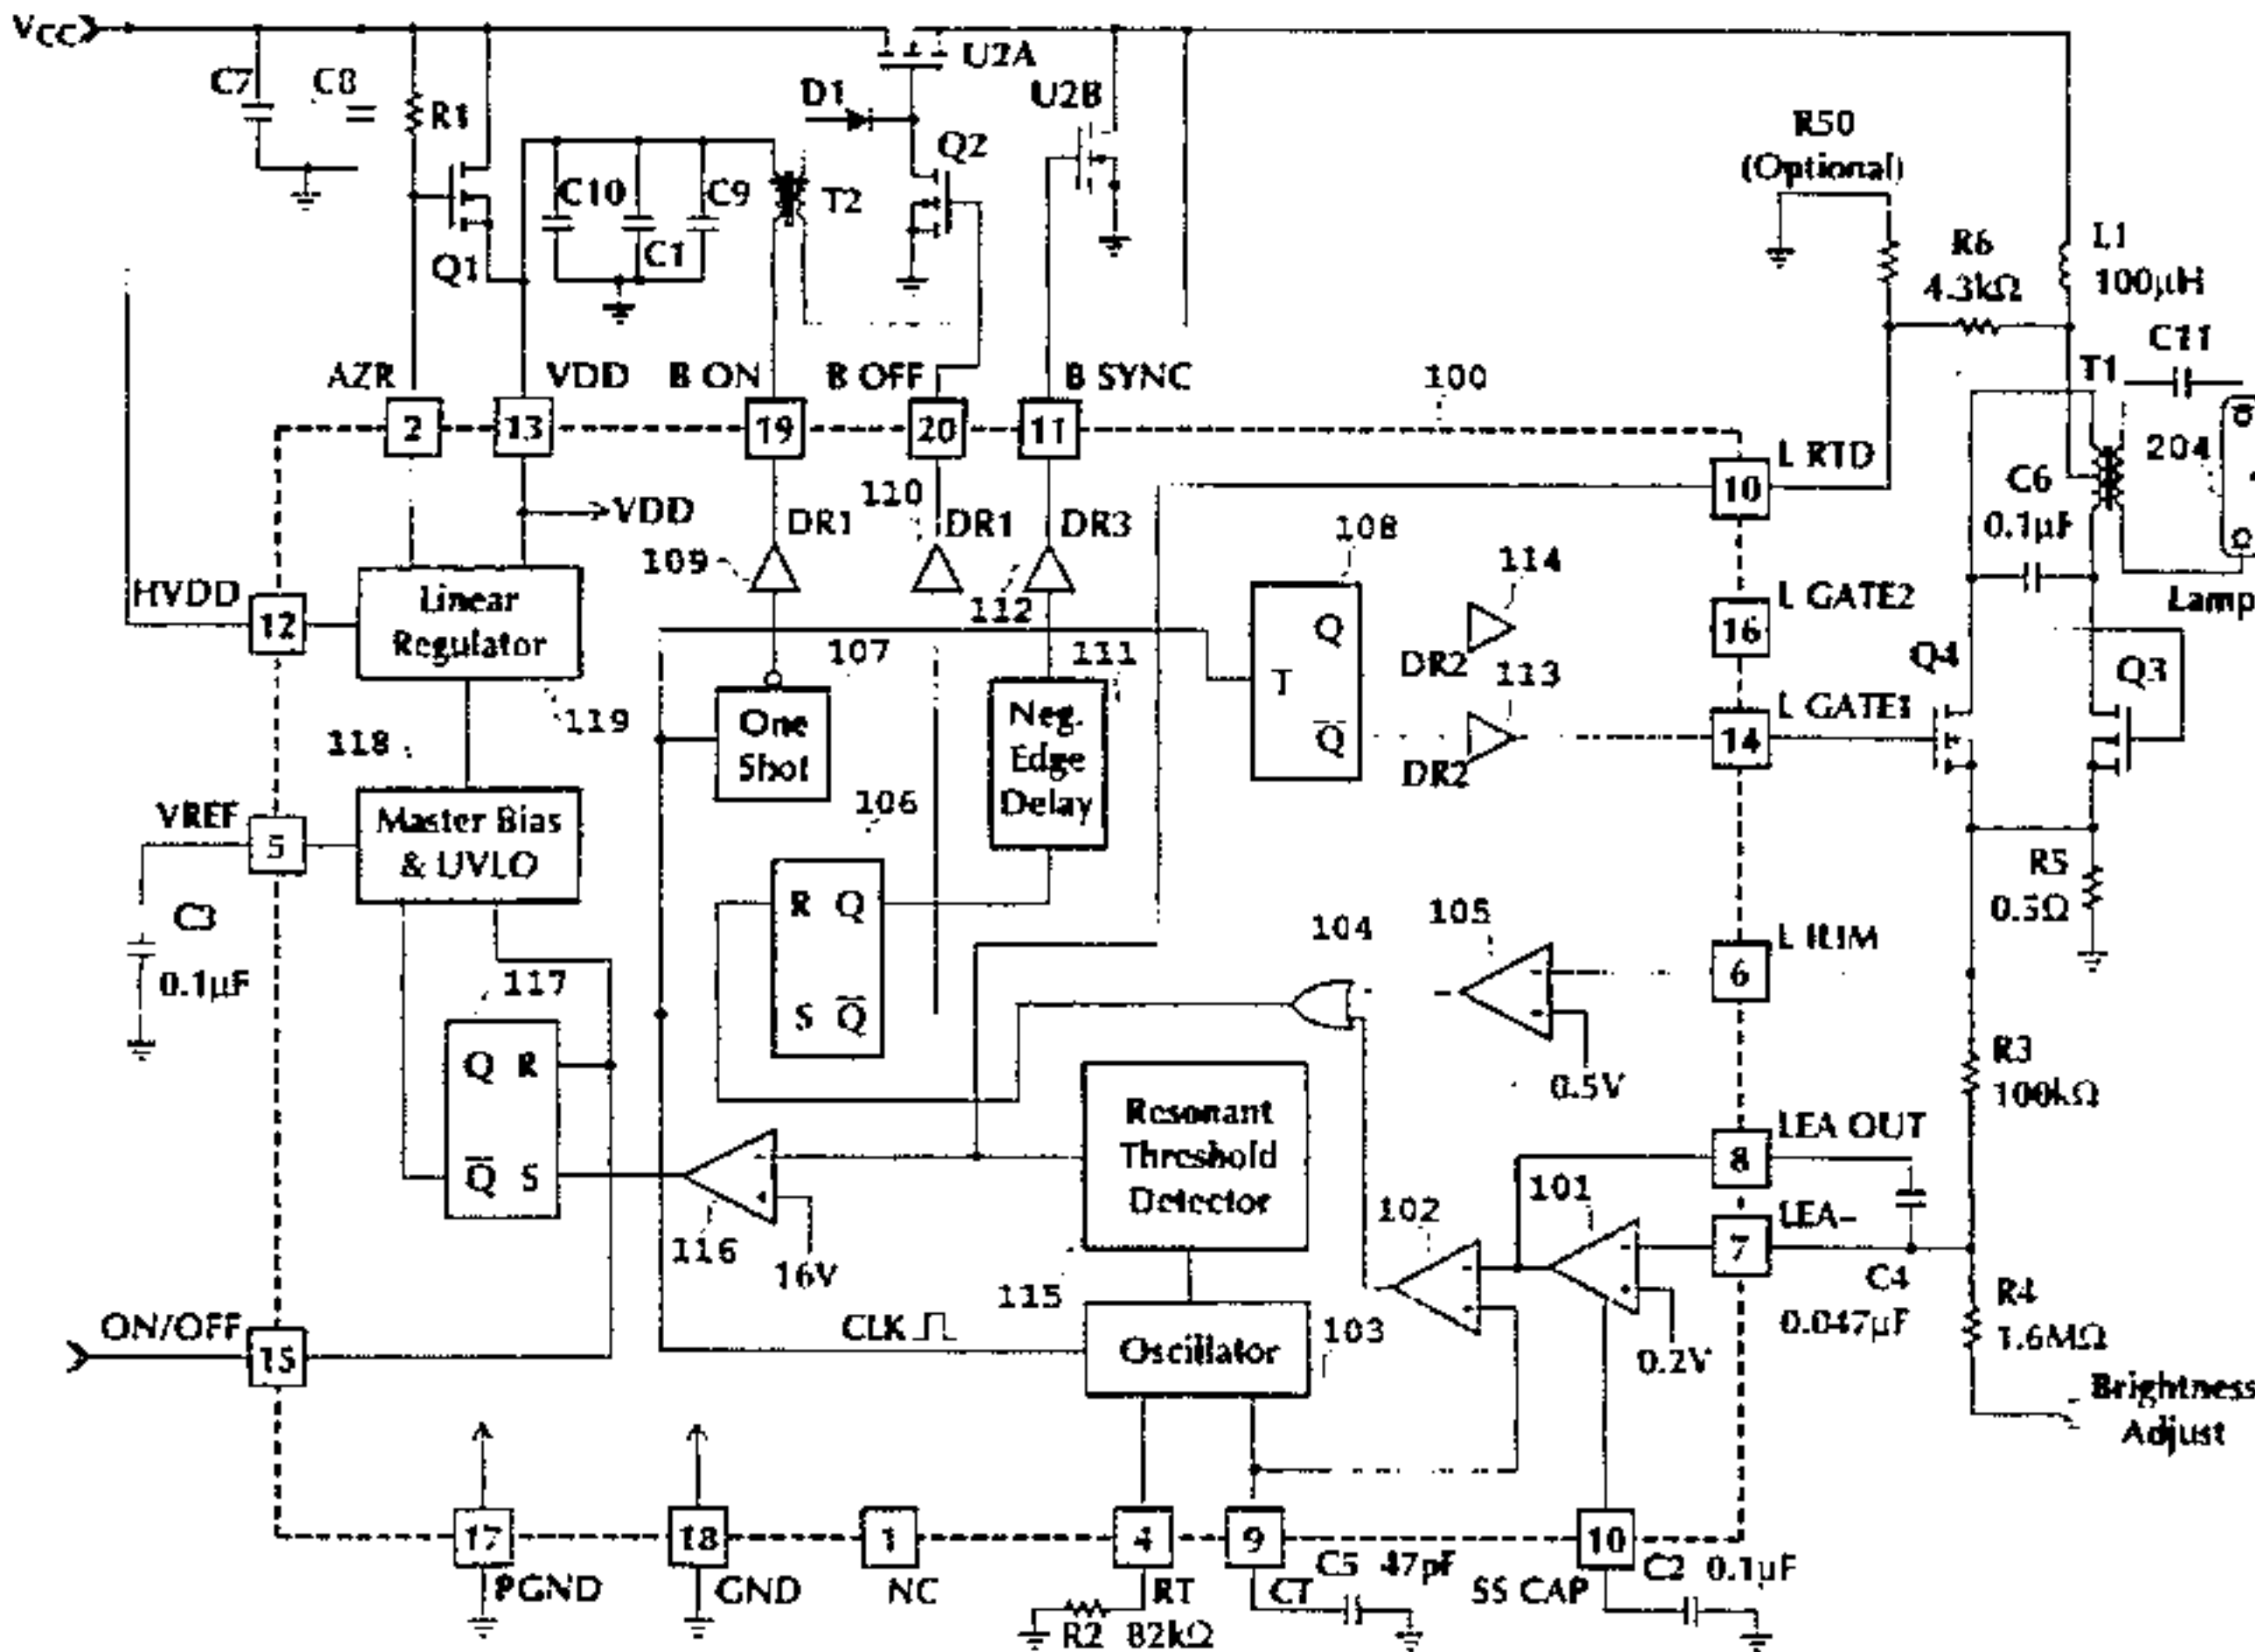 VCC
C7
C8
R1
U2A
D1
U2B
Q2
R50
(Optional)
C10
C9
T2
C1
Q1
R6
4.3kΩ
L1
100µH
C11
T1
AZR
VDD
B ON
B OFF
B SYNC
100
2
13
19
20
11
L RTD
10
204
C6
0.1µF
VDD
DR1
110
DR1
DR3
108
114
109
112
HVDD
12
Linear
Regulator
119
107
111
Q
T
Q
DR2
113
DR2
L GATE2
16
Lamp
Q4
Q3
L GATE1
14
118
One
Shot
Neg.
Edge
Delay
VREF
5
Master Bias
& UVLO
106
C3
0.1µF
R Q
S Q
117
104
105
L ILIM
6
0.5V
R5
0.5Ω
R3
100kΩ
Q R
Q S
116
16V
Resonant
Threshold
Detector
115
102
101
LEA OUT
8
LEA-
7
C4
0.047µF
R4
1.6MΩ
0.2V
ON/OFF
15
CLK
Oscillator
103
Brightness
Adjust
17
PGND
18
GND
1
NC
4
RT
R2 82kΩ
9
CT
C5 47pF
10
SS CAP
C2 0.1µF